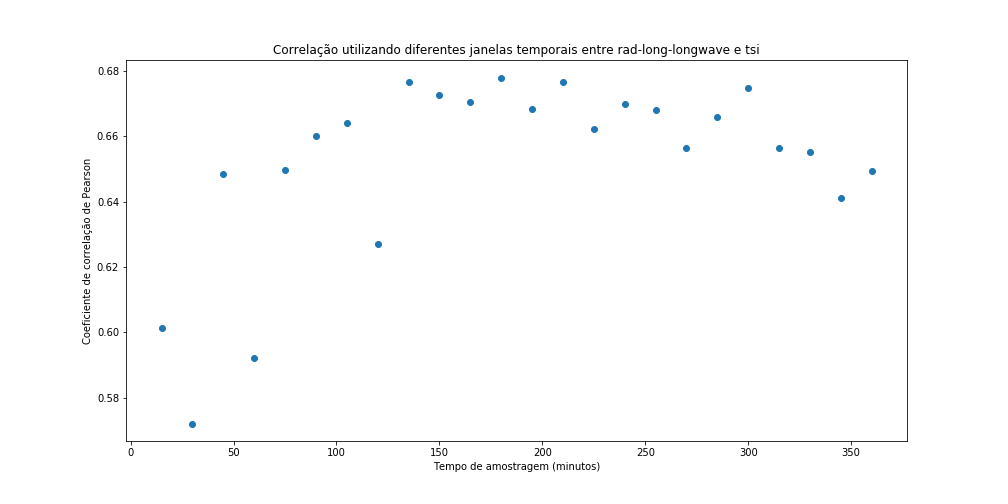 Correlação utilizando diferentes janelas temporais entre rad-long-longwave e tsi
Coeficiente de correlação de Pearson
0.68
0.66
0.64
0.62
0.60
0.58
0 50 100 150 200 250 300 350
Tempo de amostragem (minutos)